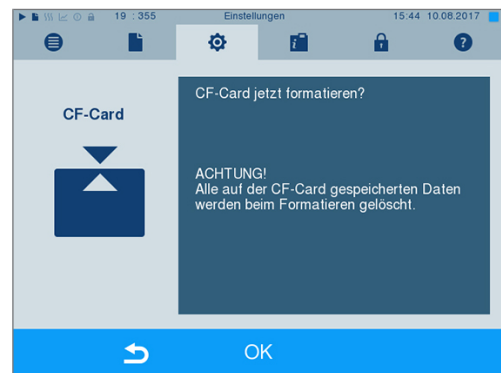 19 : 355 Einstellungen 15:44 10.08.2017
CF-Card
CF-Card jetzt formatieren?
ACHTUNG!
Alle auf der CF-Card gespeicherten Daten
werden beim Formatieren gelöscht.
OK